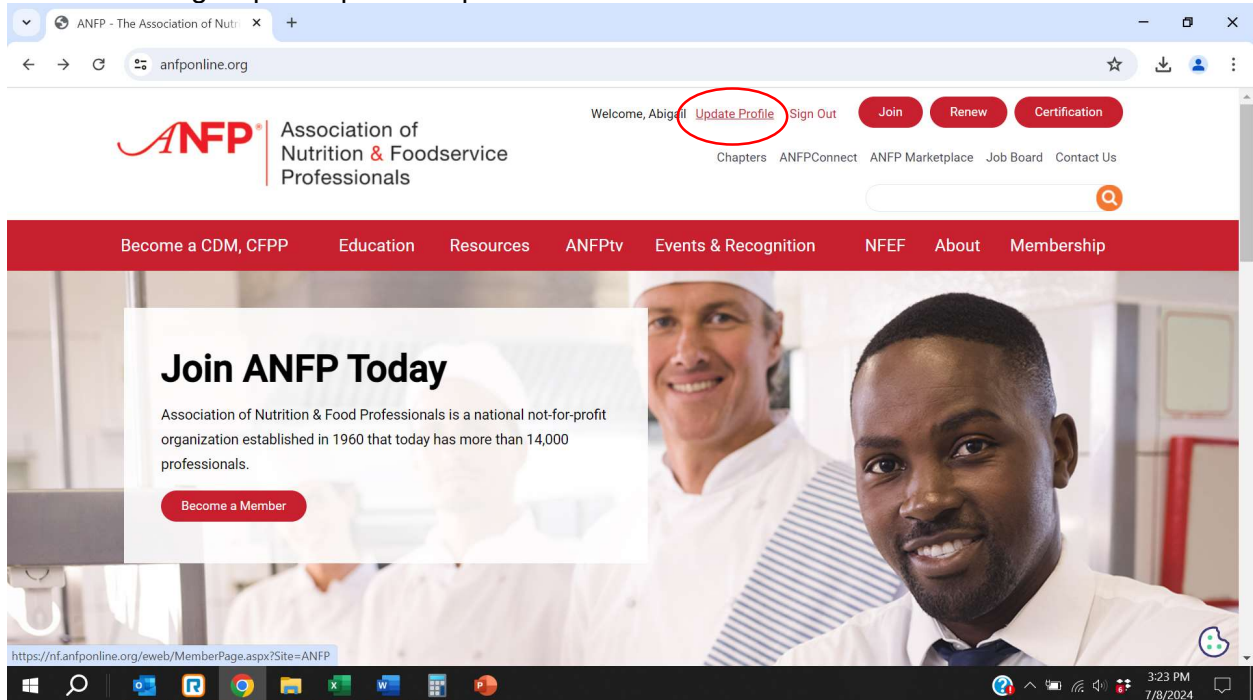 ANFP - The Association of Nutri
anfponline.org
Welcome, Abigail Update Profile Sign Out Join Renew Certification
ANFP®
Association of
Nutrition & Foodservice
Professionals
Chapters ANFPConnect ANFP Marketplace Job Board Contact Us
Become a CDM, CFPP Education Resources ANFPtv Events & Recognition NFEF About Membership
Join ANFP Today
Association of Nutrition & Food Professionals is a national not-for-profit
organization established in 1960 that today has more than 14,000
professionals.
Become a Member
https://nf.anfponline.org/eweb/MemberPage.aspx?Site=ANFP
3:23 PM
7/8/2024